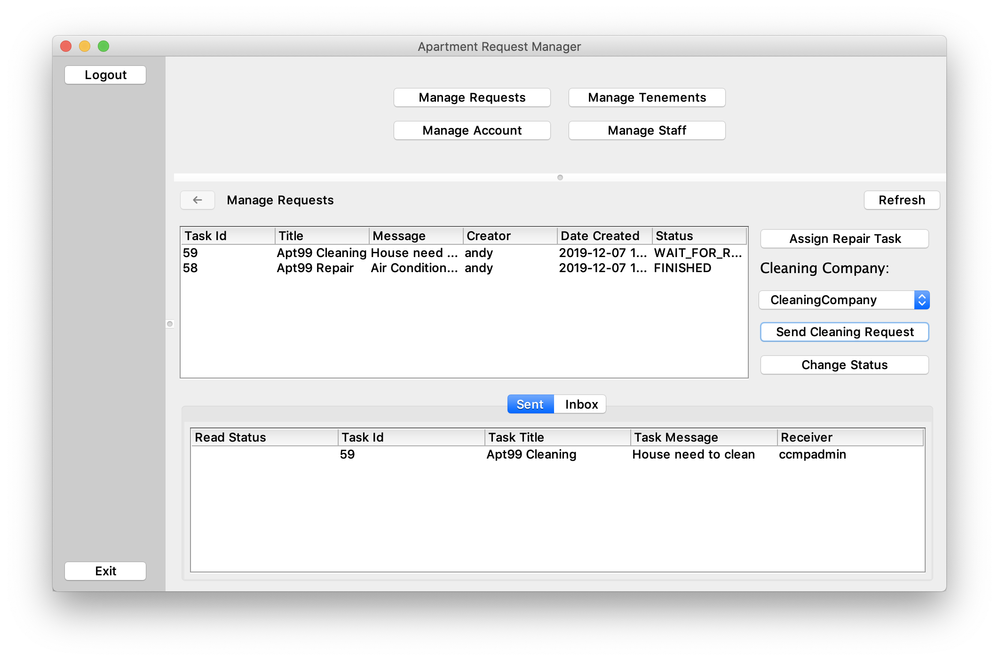 Apartment Request Manager
Logout
Manage Requests Manage Tenements
Manage Account Manage Staff
← Manage Requests Refresh
Task Id Title Message Creator Date Created Status
59 Apt99 Cleaning House need ... andy 2019-12-07 1... WAIT_FOR_R...
58 Apt99 Repair Air Condition... andy 2019-12-07 1... FINISHED
Assign Repair Task
Cleaning Company:
CleaningCompany
Send Cleaning Request
Change Status
Sent Inbox
Read Status Task Id Task Title Task Message Receiver
59 Apt99 Cleaning House need to clean ccmpadmin
Exit